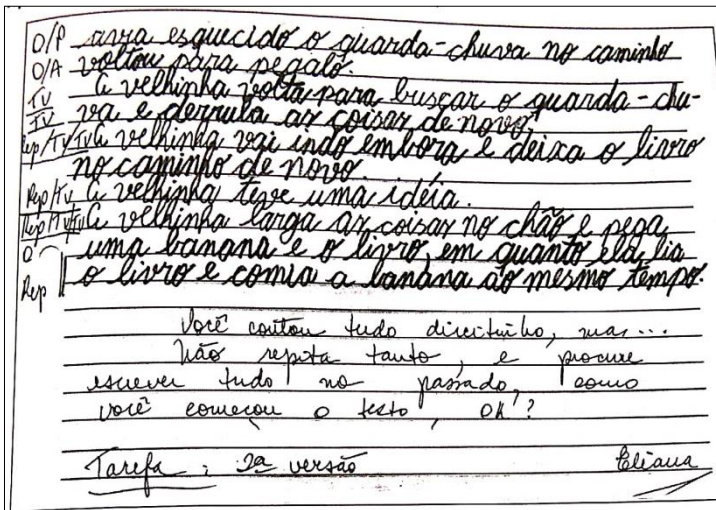 O/P avia esquecido o guarda-chuva no caminho
O/A voltou para pegalo.
TV A velhinha volta para buscar o guarda-chu-
TV va e derruba as coisas de novo,
Rep/TV/TV A velhinha vai indo embora e deixa o livro
no caminho de novo.
Rep/TV A velhinha teve uma idéia.
Rep/TV/TV A velhinha larga as coisas no chão e pega
O uma banana e o livro, em quanto ela lia
Rep o livro e comia a banana ao mesmo tempo.
Você contou tudo direitinho, mas...
Não repita tanto, e procure
escrever tudo no passado, como
você começou o texto, OK?
Tarefa: 2a versão Eliana